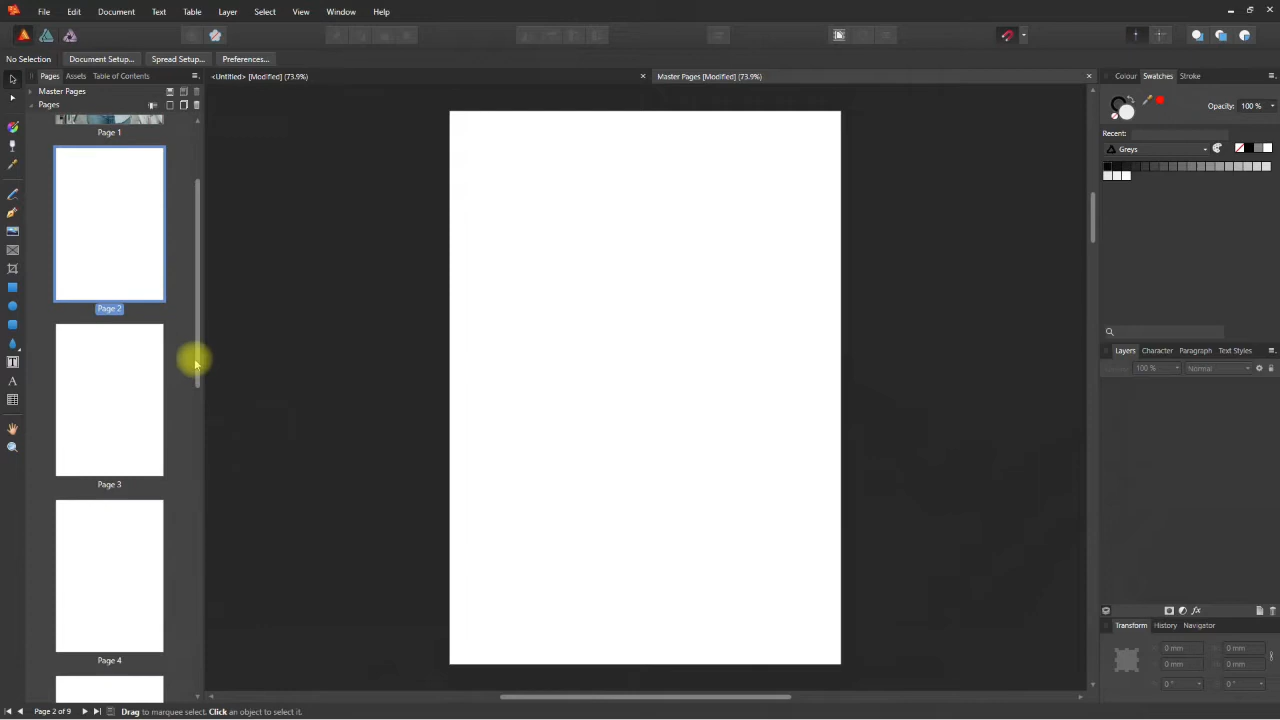 File Edit Document Text Table Layer Select View Window Help
No Selection Document Setup... Spread Setup... Preferences...
Pages Assets Table of Contents
<Untitled> [Modified] (73.9%)
Master Pages [Modified] (73.9%)
Colour Swatches Stroke
Master Pages
Pages
Opacity: 100 %
Recent:
Greys
Page 1
Page 2
Page 3
Page 4
Layers Character Paragraph Text Styles
100 % Normal
Transform History Navigator
0 mm 0 mm
0 mm 0 mm
0 ° 0 °
Page 2 of 9
Drag to marquee select. Click an object to select it.